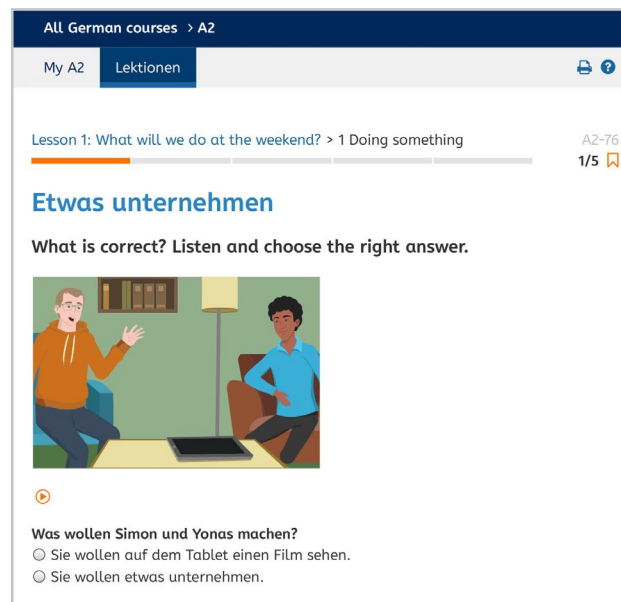 All German courses > A2
My A2 Lektionen
Lesson 1: What will we do at the weekend? > 1 Doing something A2-76
1/5
Etwas unternehmen
What is correct? Listen and choose the right answer.
Was wollen Simon und Yonas machen?
Sie wollen auf dem Tablet einen Film sehen.
Sie wollen etwas unternehmen.